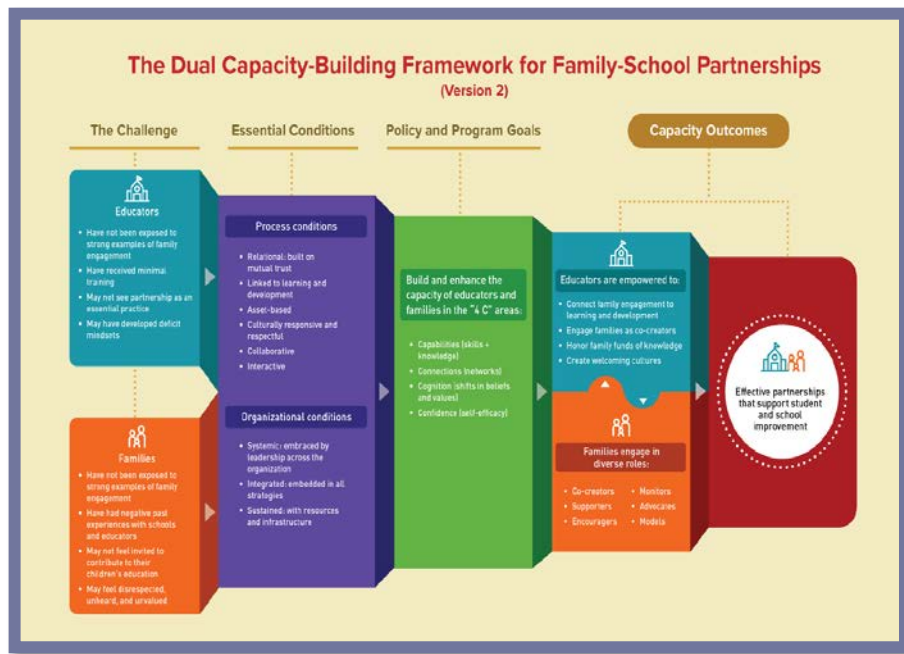 The Dual Capacity-Building Framework for Family-School Partnerships
(Version 2)
The Challenge
Essential Conditions
Policy and Program Goals
Capacity Outcomes
Educators
• Have not been exposed to
strong examples of family
engagement
• Have received minimal
training
• May not see partnership as an
essential practice
• May have developed deficit
mindsets
Families
• Have not been exposed to
strong examples of family
engagement
• Have had negative past
experiences with schools
and educators
• May not feel invited to
contribute to their
children's education
• May feel disrespected,
unheard, and unvalued
Process conditions
• Relational: built on
mutual trust
• Linked to learning and
development
• Asset-based
• Culturally responsive and
respectful
• Collaborative
• Interactive
Organizational conditions
• Systemic: embraced by
leadership across the
organization
• Integrated: embedded in all
strategies
• Sustained: with resources
and infrastructure
Build and enhance the
capacity of educators and
families in the "4 C" areas:
• Capabilities (skills +
knowledge)
• Connections (networks)
• Cognition (shifts in beliefs
and values)
• Confidence (self-efficacy)
Educators are empowered to:
• Connect family engagement to
learning and development
• Engage families as co-creators
• Honor family funds of knowledge
• Create welcoming cultures
Families engage in
diverse roles:
• Co-creators
• Supporters
• Encouragers
• Monitors
• Advocates
• Models
Effective partnerships
that support student
and school
improvement